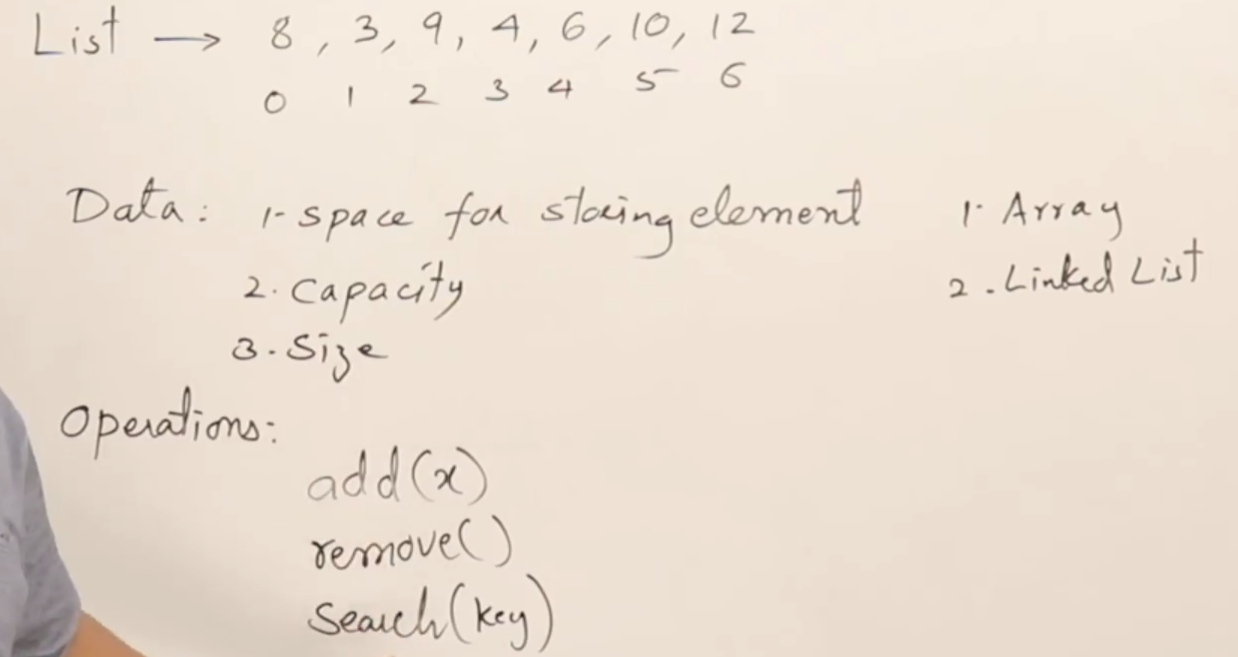 List → 8, 3, 9, 4, 6, 10, 12
0 1 2 3 4 5 6
Data: 1- space for storing element
2. Capacity
3. Size
1. Array
2. Linked List
Operations:
add(x)
remove()
Search(key)